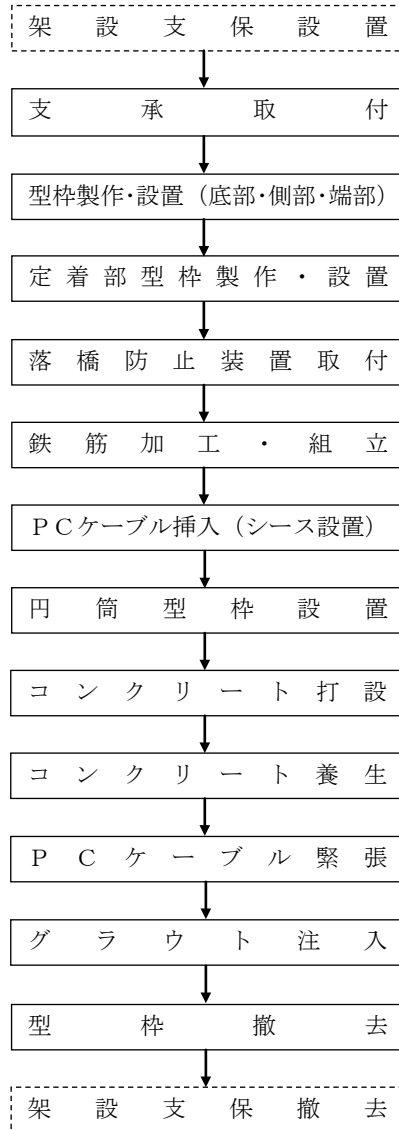 架設支保設置
支承取付
型枠製作・設置（底部・側部・端部）
定着部型枠製作・設置
落橋防止装置取付
鉄筋加工・組立
ＰＣケーブル挿入（シース設置）
円筒型枠設置
コンクリート打設
コンクリート養生
ＰＣケーブル緊張
グラウト注入
型枠撤去
架設支保撤去